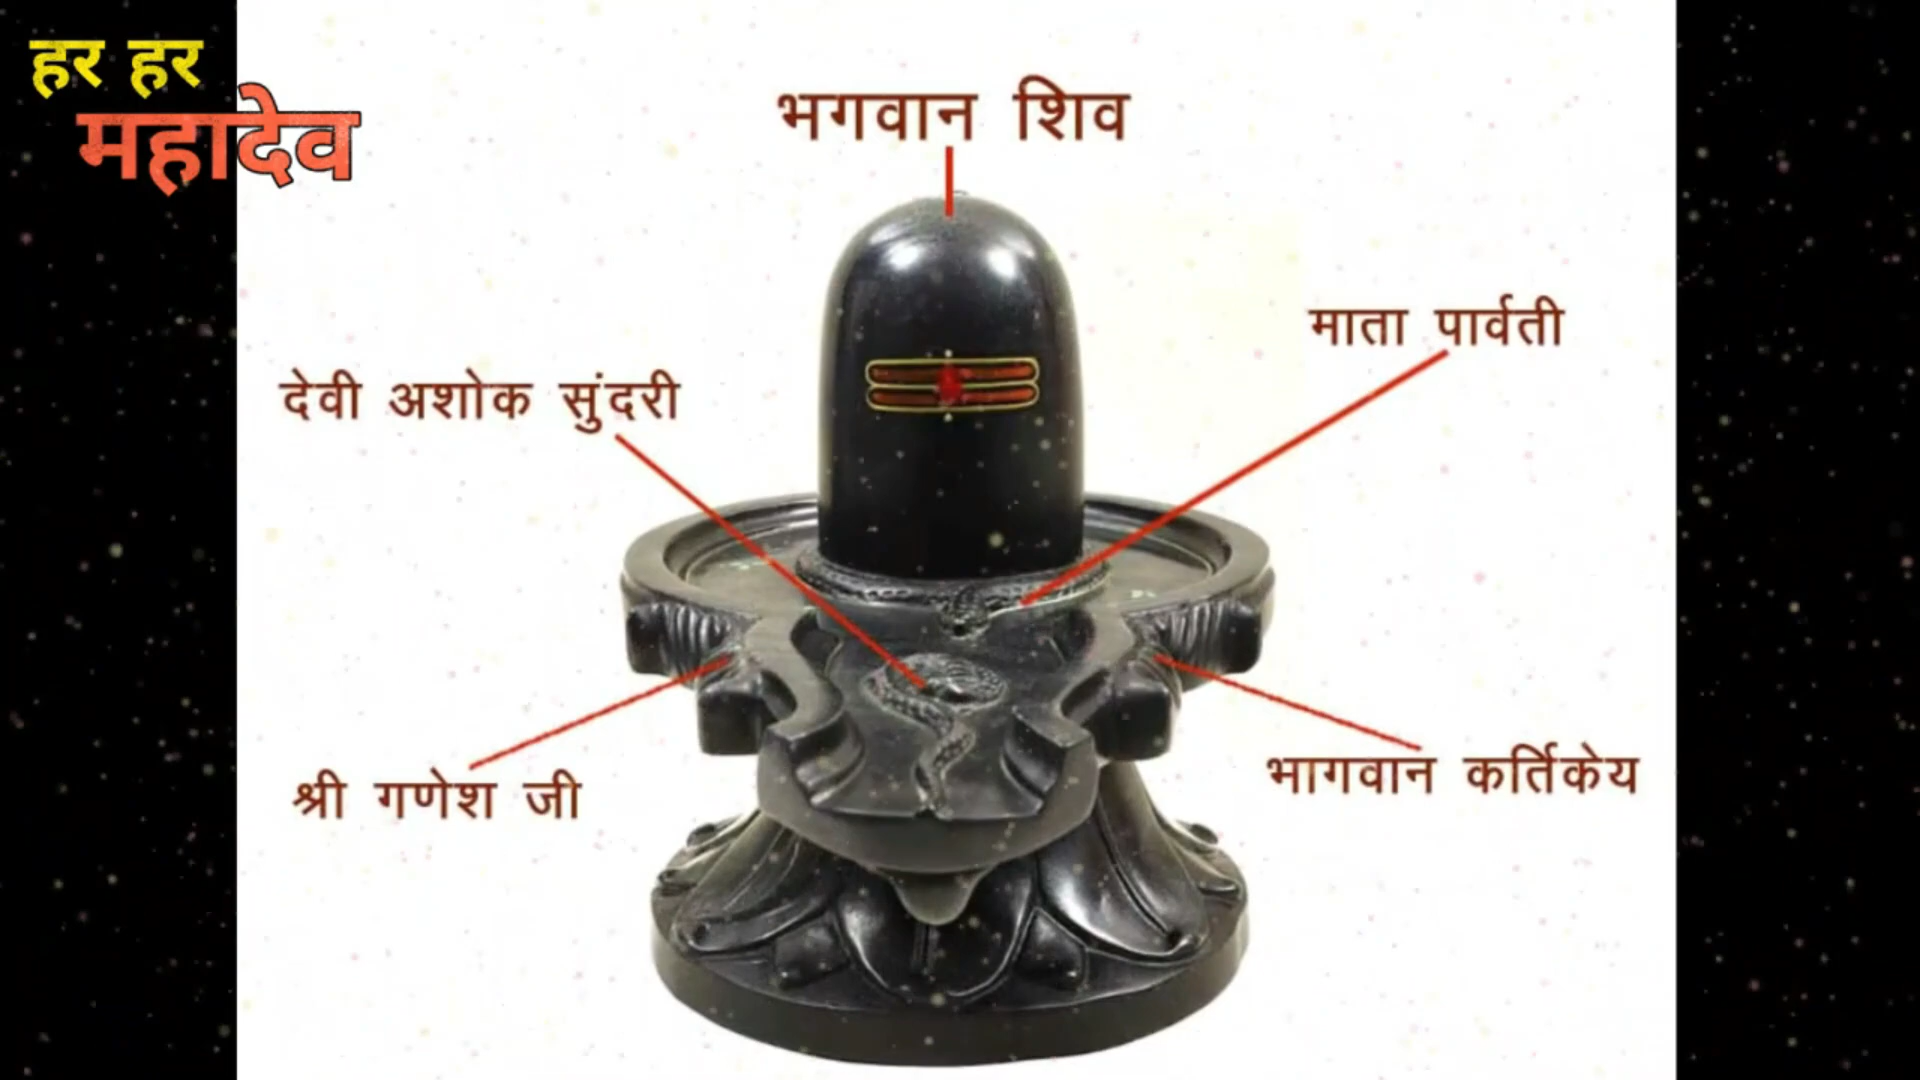 हर हर
महादेव
भगवान शिव
माता पार्वती
देवी अशोक सुंदरी
श्री गणेश जी
भागवान कर्तिकेय